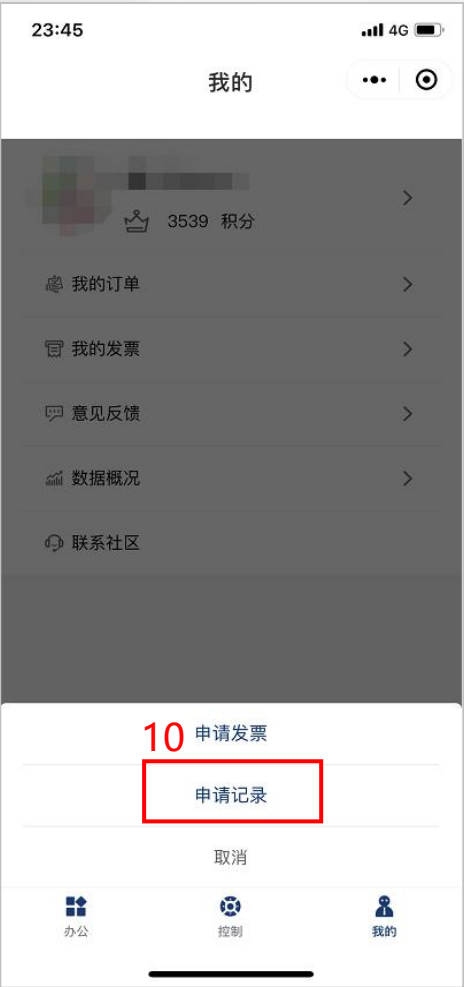 23:45
4G
我的
3539 积分
我的订单
我的发票
意见反馈
数据概况
联系社区
10
申请发票
申请记录
取消
办公
控制
我的